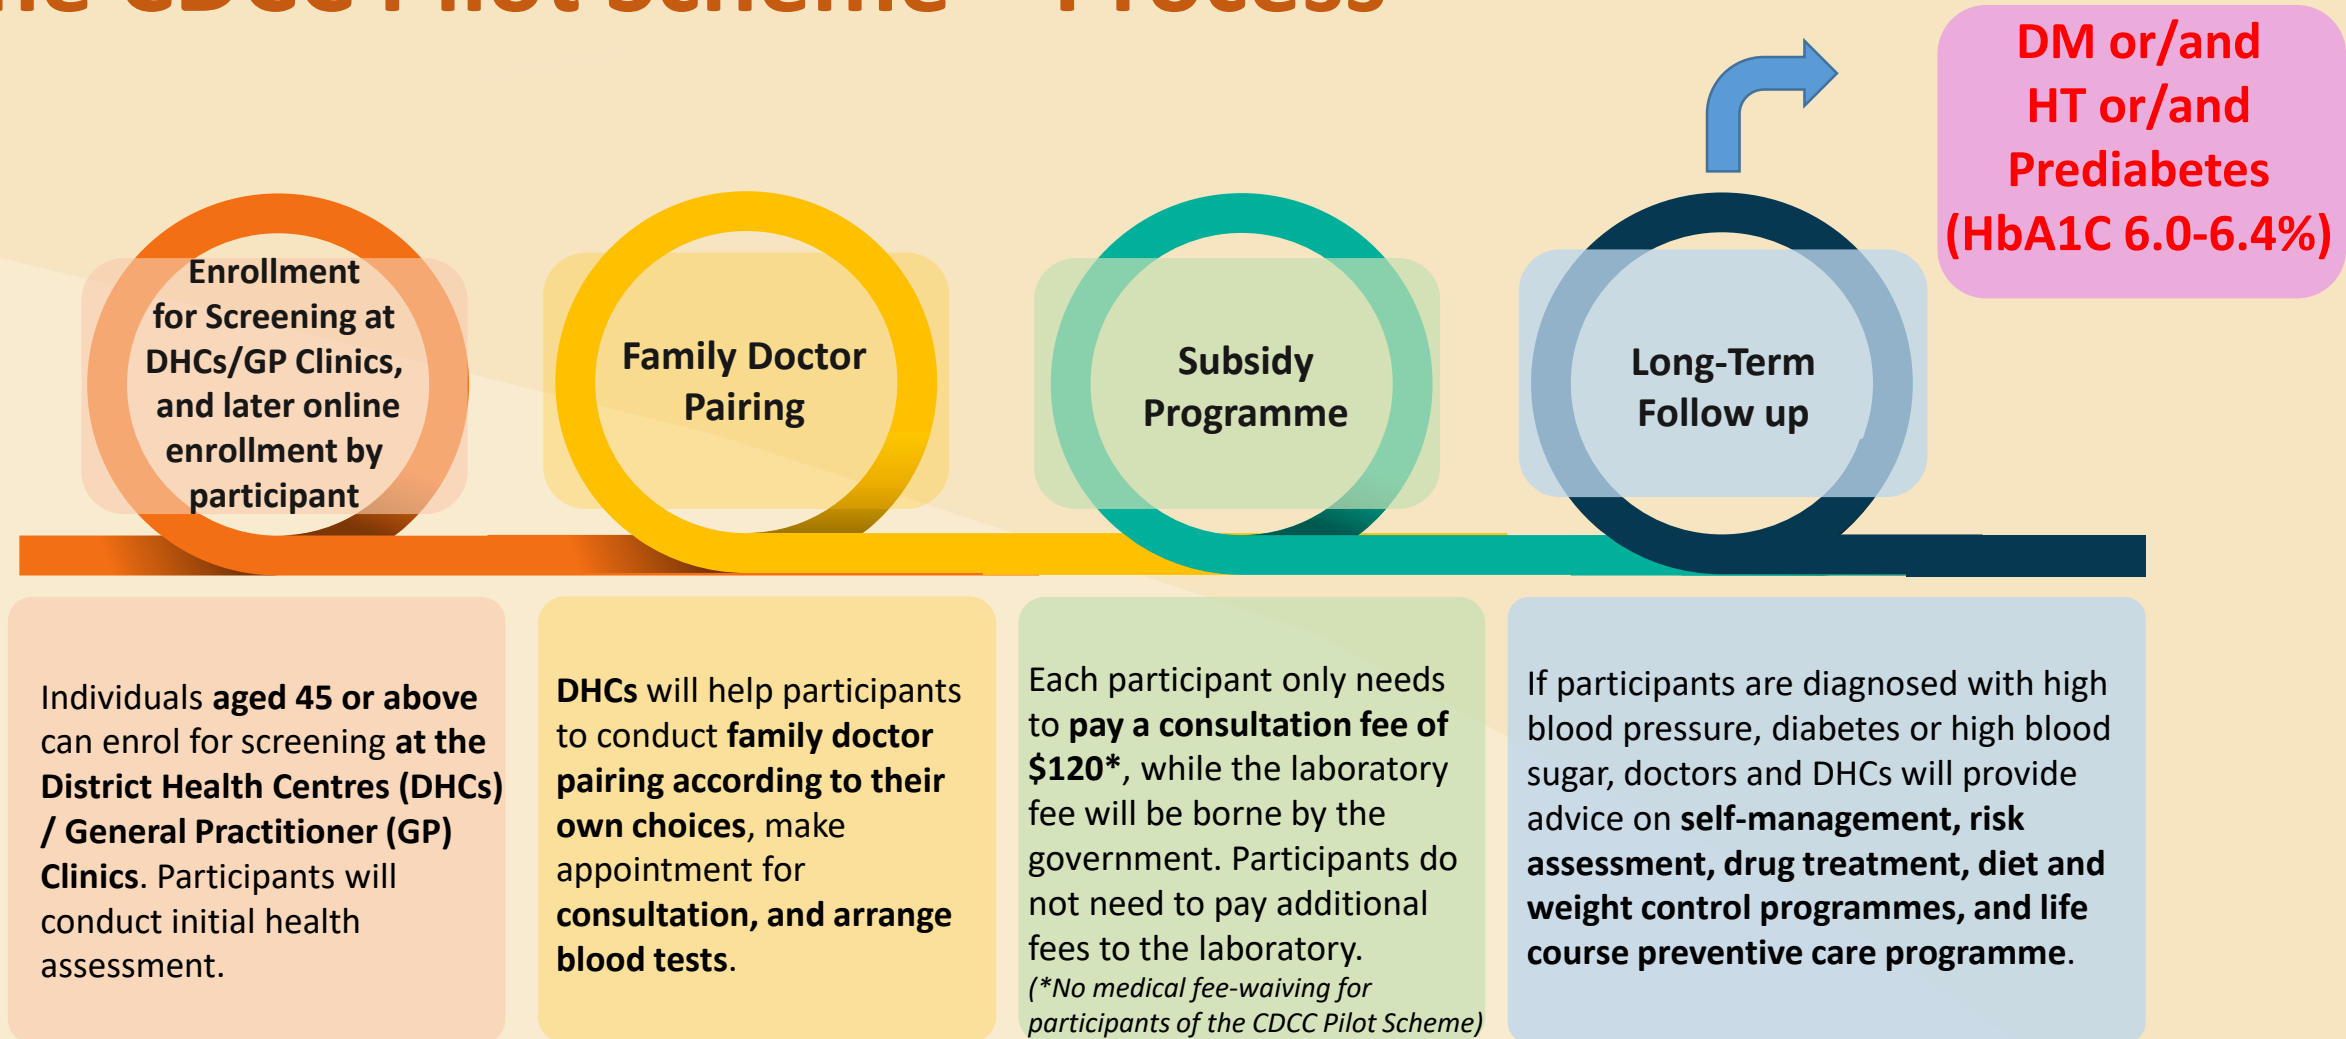 he CDCC Pilot Scheme – Process
DM or/and
HT or/and
Prediabetes
(HbA1C 6.0-6.4%)
Enrollment
for Screening at
DHCs/GP Clinics,
and later online
enrollment by
participant
Family Doctor
Pairing
Subsidy
Programme
Long-Term
Follow up
Individuals aged 45 or above
can enrol for screening at the
District Health Centres (DHCs)
/ General Practitioner (GP)
Clinics. Participants will
conduct initial health
assessment.
DHCs will help participants
to conduct family doctor
pairing according to their
own choices, make
appointment for
consultation, and arrange
blood tests.
Each participant only needs
to pay a consultation fee of
$120*, while the laboratory
fee will be borne by the
government. Participants do
not need to pay additional
fees to the laboratory.
(*No medical fee-waiving for
participants of the CDCC Pilot Scheme)
If participants are diagnosed with high
blood pressure, diabetes or high blood
sugar, doctors and DHCs will provide
advice on self-management, risk
assessment, drug treatment, diet and
weight control programmes, and life
course preventive care programme.